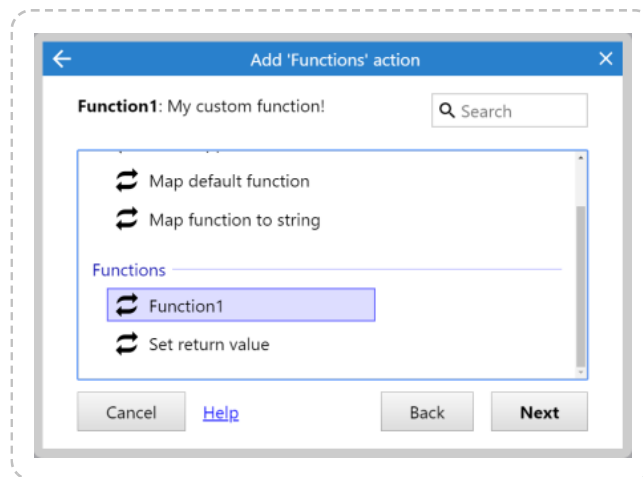 Add 'Functions' action
Function1: My custom function!
Search
Map default function
Map function to string
Functions
Function1
Set return value
Cancel
Help
Back
Next